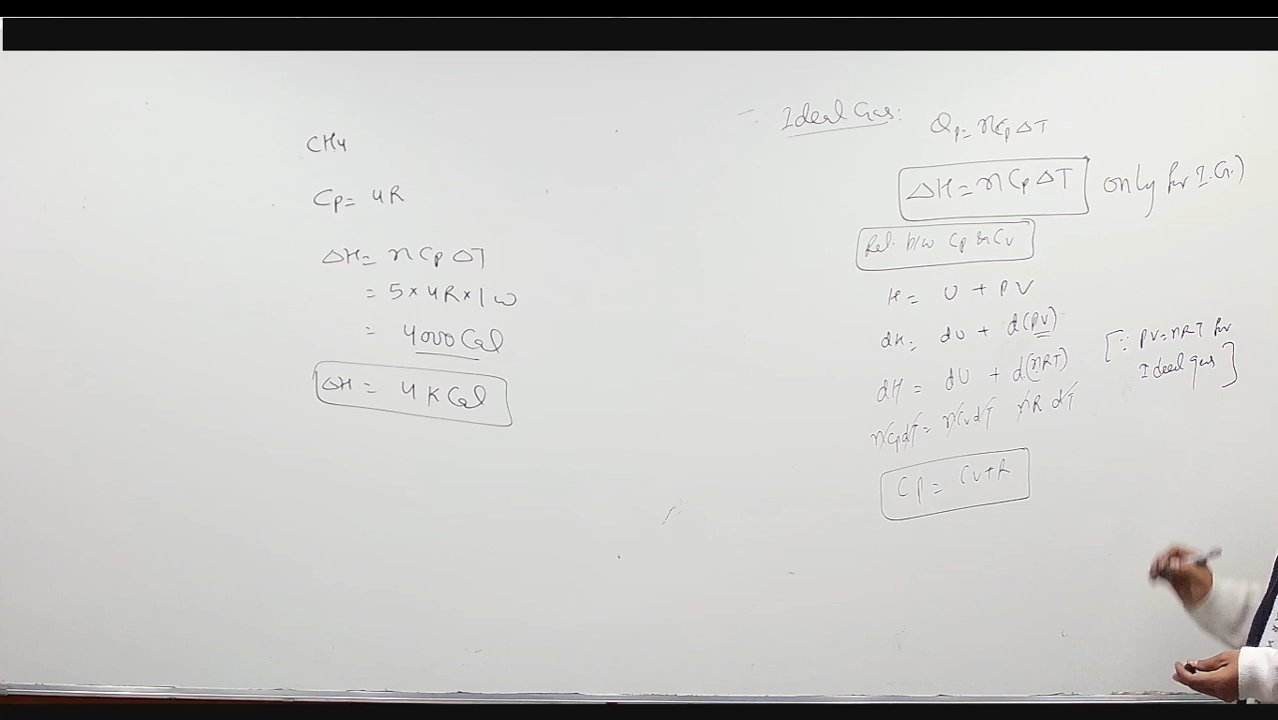 CH4
Cp= 4R
ΔH= nCpΔT
= 5×4R×100
= 4000 Cal
ΔH = 4 K Cal
Ideal Gas:
Qp= nCpΔT
ΔH = nCpΔT only for I.G.)
Rel. b/w Cp & Cv
H = U + PV
dH = dU + d(PV)
dH = dU + d(nRT) [∵ PV=nRT for
Ideal gas]
nCpdT = nCvdT nRdT
Cp = Cv+R